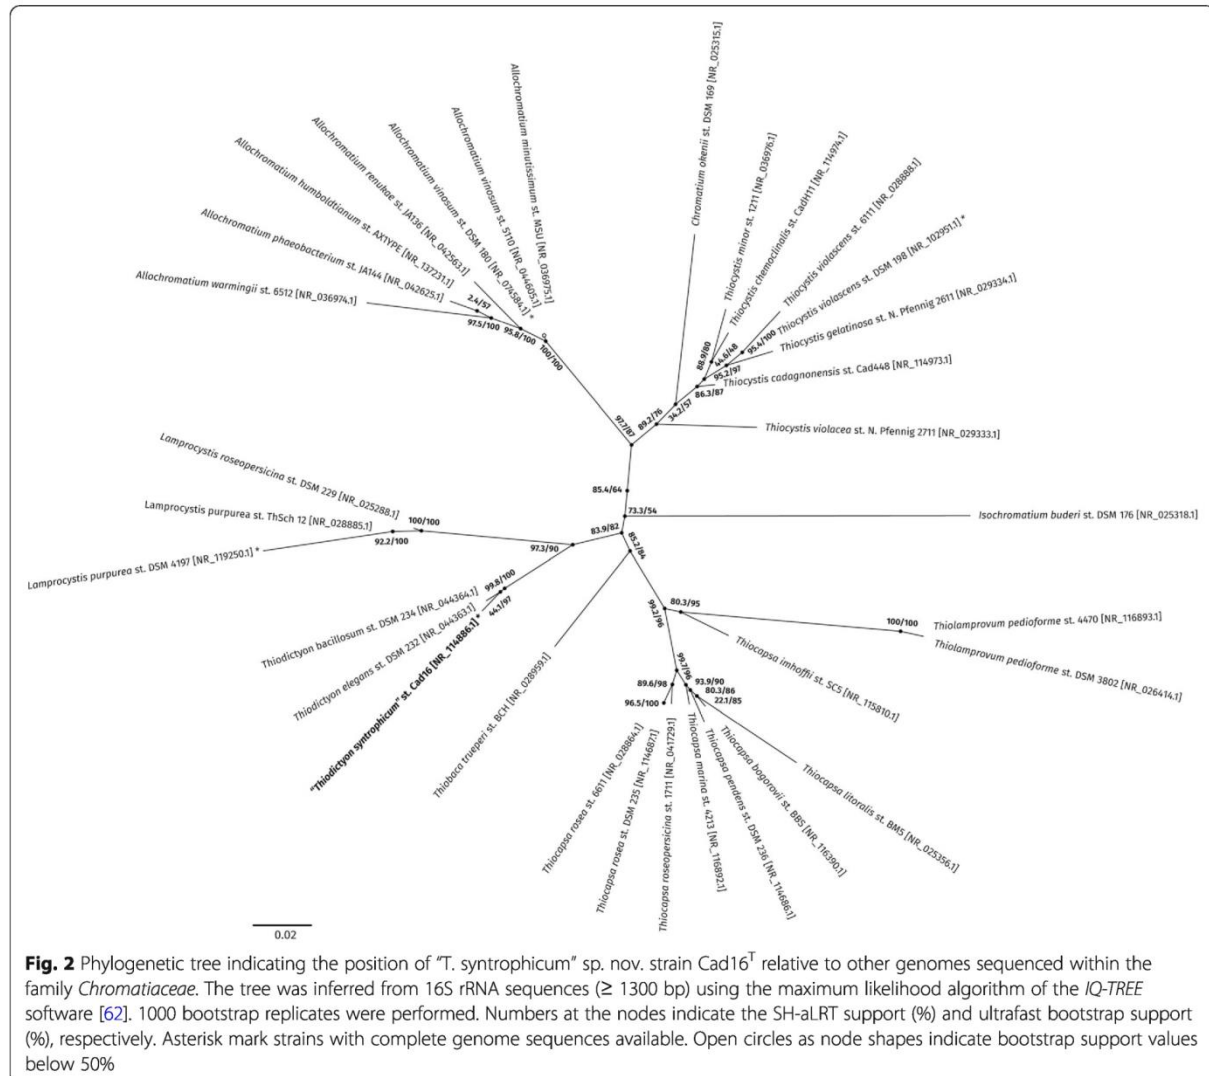 Allochromatium minutissimum st. MSU [NR_036975.1]
Allochromatium vinosum st. 5110 [NR_044605.1]
Allochromatium vinosum st. DSM 180 [NR_074584.1] *
Allochromatium renukae st. JA136 [NR_042563.1]
Allochromatium humboldtianum st. AXTYPE [NR_137231.1]
Allochromatium phaeobacterium st. JA144 [NR_042625.1]
Allochromatium warmingii st. 6512 [NR_036974.1]
2.4/57
97.5/100
95.8/100
100/100
Chromatium okenii st. DSM 169 [NR_025315.1]
Thiocystis minor st. 1211 [NR_036976.1]
Thiocystis chemoclinalis st. CadH11 [NR_114974.1]
Thiocystis violascens st. 6111 [NR_028888.1]
Thiocystis violascens st. DSM 198 [NR_102951.1] *
Thiocystis gelatinosa st. N. Pfennig 2611 [NR_029334.1]
Thiocystis cadagnonensis st. Cad448 [NR_114973.1]
Thiocystis violacea st. N. Pfennig 2711 [NR_029333.1]
88.9/80
44.6/48
95.4/100
95.2/97
86.3/87
34.2/57
89.2/76
97.7/87
85.4/64
73.3/54
Isochromatium buderi st. DSM 176 [NR_025318.1]
83.9/82
85.2/84
Lamprocystis roseopersicina st. DSM 229 [NR_025288.1]
Lamprocystis purpurea st. ThSch 12 [NR_028885.1]
Lamprocystis purpurea st. DSM 4197 [NR_119250.1] *
100/100
92.2/100
97.3/90
99.8/100
44.1/97
Thiodictyon bacillosum st. DSM 234 [NR_044364.1]
Thiodictyon elegans st. DSM 232 [NR_044363.1]
"Thiodictyon syntrophicum" st. Cad16 [NR_114886.1] *
Thiobaca trueperi st. BCH [NR_028959.1]
99.2/96
80.3/95
100/100
Thiolamprovum pedioforme st. 4470 [NR_116893.1]
Thiolamprovum pedioforme st. DSM 3802 [NR_026414.1]
Thiocapsa imhoffii st. SC5 [NR_115810.1]
99.7/96
89.6/98
96.5/100
93.9/90
80.3/86
22.1/85
Thiocapsa rosea st. 6611 [NR_028864.1]
Thiocapsa rosea st. DSM 235 [NR_114687.1]
Thiocapsa roseopersicina st. 1711 [NR_041729.1]
Thiocapsa marina st. 4213 [NR_116892.1]
Thiocapsa pendens st. DSM 236 [NR_114686.1]
Thiocapsa bogorovii st. BBS [NR_116390.1]
Thiocapsa litoralis st. BM5 [NR_025356.1]
0.02
Fig. 2 Phylogenetic tree indicating the position of "T. syntrophicum" sp. nov. strain Cad16T relative to other genomes sequenced within the
family Chromatiaceae. The tree was inferred from 16S rRNA sequences (≥ 1300 bp) using the maximum likelihood algorithm of the IQ-TREE
software [62]. 1000 bootstrap replicates were performed. Numbers at the nodes indicate the SH-aLRT support (%) and ultrafast bootstrap support
(%), respectively. Asterisk mark strains with complete genome sequences available. Open circles as node shapes indicate bootstrap support values
below 50%